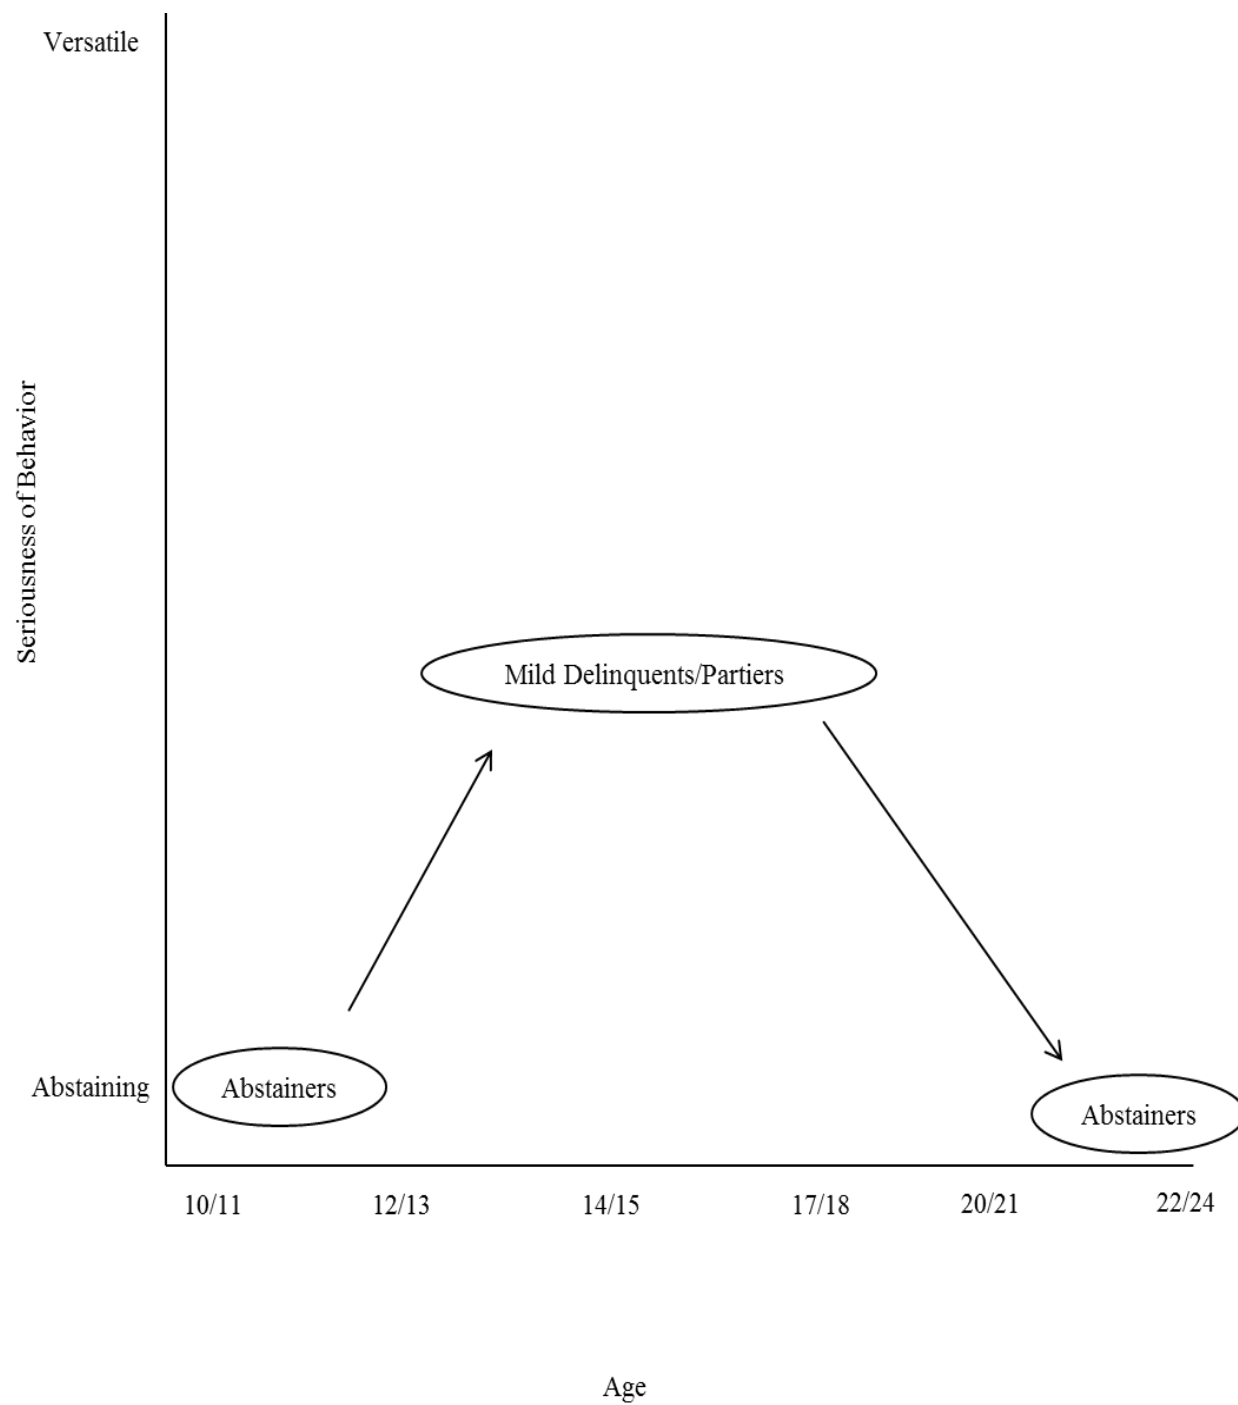 Versatile
Seriousness of Behavior
Mild Delinquents/Partiers
Abstaining
Abstainers
Abstainers
10/11 12/13 14/15 17/18 20/21 22/24
Age